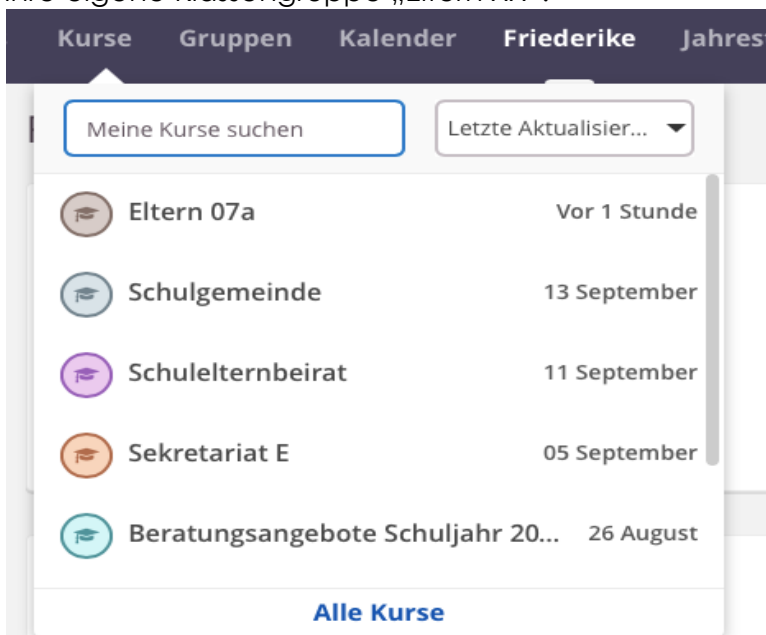 Kurse Gruppen Kalender Friederike Jahres
Meine Kurse suchen Letzte Aktualisier...
Eltern 07a Vor 1 Stunde
Schulgemeinde 13 September
Schulelternbeirat 11 September
Sekretariat E 05 September
Beratungsangebote Schuljahr 20... 26 August
Alle Kurse